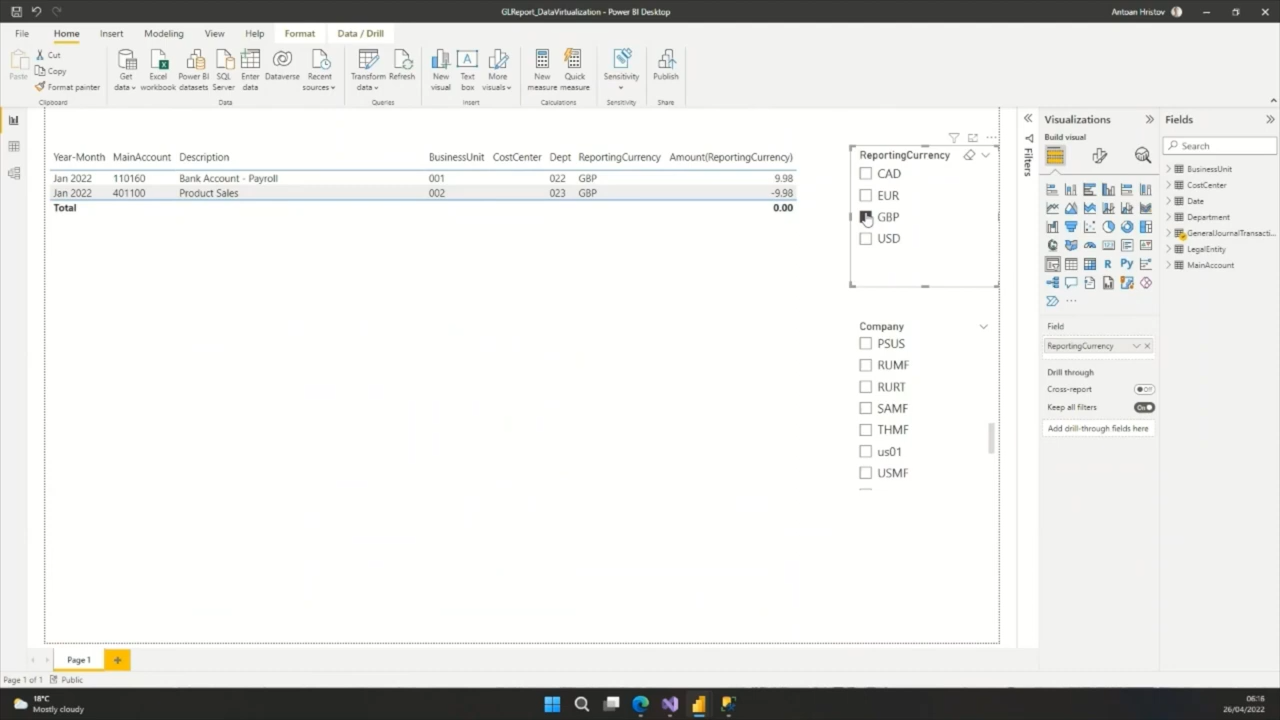 GLReport_DataVirtualization - Power BI Desktop
Antoan Hristov
File Home Insert Modeling View Help Format Data / Drill
Paste
Cut
Copy
Format painter
Clipboard
Get data
Excel workbook
Power BI datasets
SQL Server
Enter data
Dataverse
Recent sources
Data
Transform data
Refresh
Queries
New visual
Text box
More visuals
Insert
New measure
Quick measure
Calculations
Sensitivity
Sensitivity
Publish
Share
Year-Month MainAccount Description BusinessUnit CostCenter Dept ReportingCurrency Amount(ReportingCurrency)
Jan 2022 110160 Bank Account - Payroll 001 022 GBP 9.98
Jan 2022 401100 Product Sales 002 023 GBP -9.98
Total 0.00
ReportingCurrency
CAD
EUR
GBP
USD
Company
PSUS
RUMF
RURT
SAMF
THMF
us01
USMF
Filters
Visualizations
Build visual
R Py
Field
ReportingCurrency
Drill through
Cross-report Off
Keep all filters On
Add drill-through fields here
Fields
Search
BusinessUnit
CostCenter
Date
Department
GeneralJournalTransacti...
LegalEntity
MainAccount
Page 1
Page 1 of 1 Public
18°C
Mostly cloudy
06:16
26/04/2022